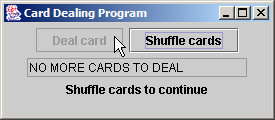 Card Dealing Program
Deal card Shuffle cards
NO MORE CARDS TO DEAL
Shuffle cards to continue